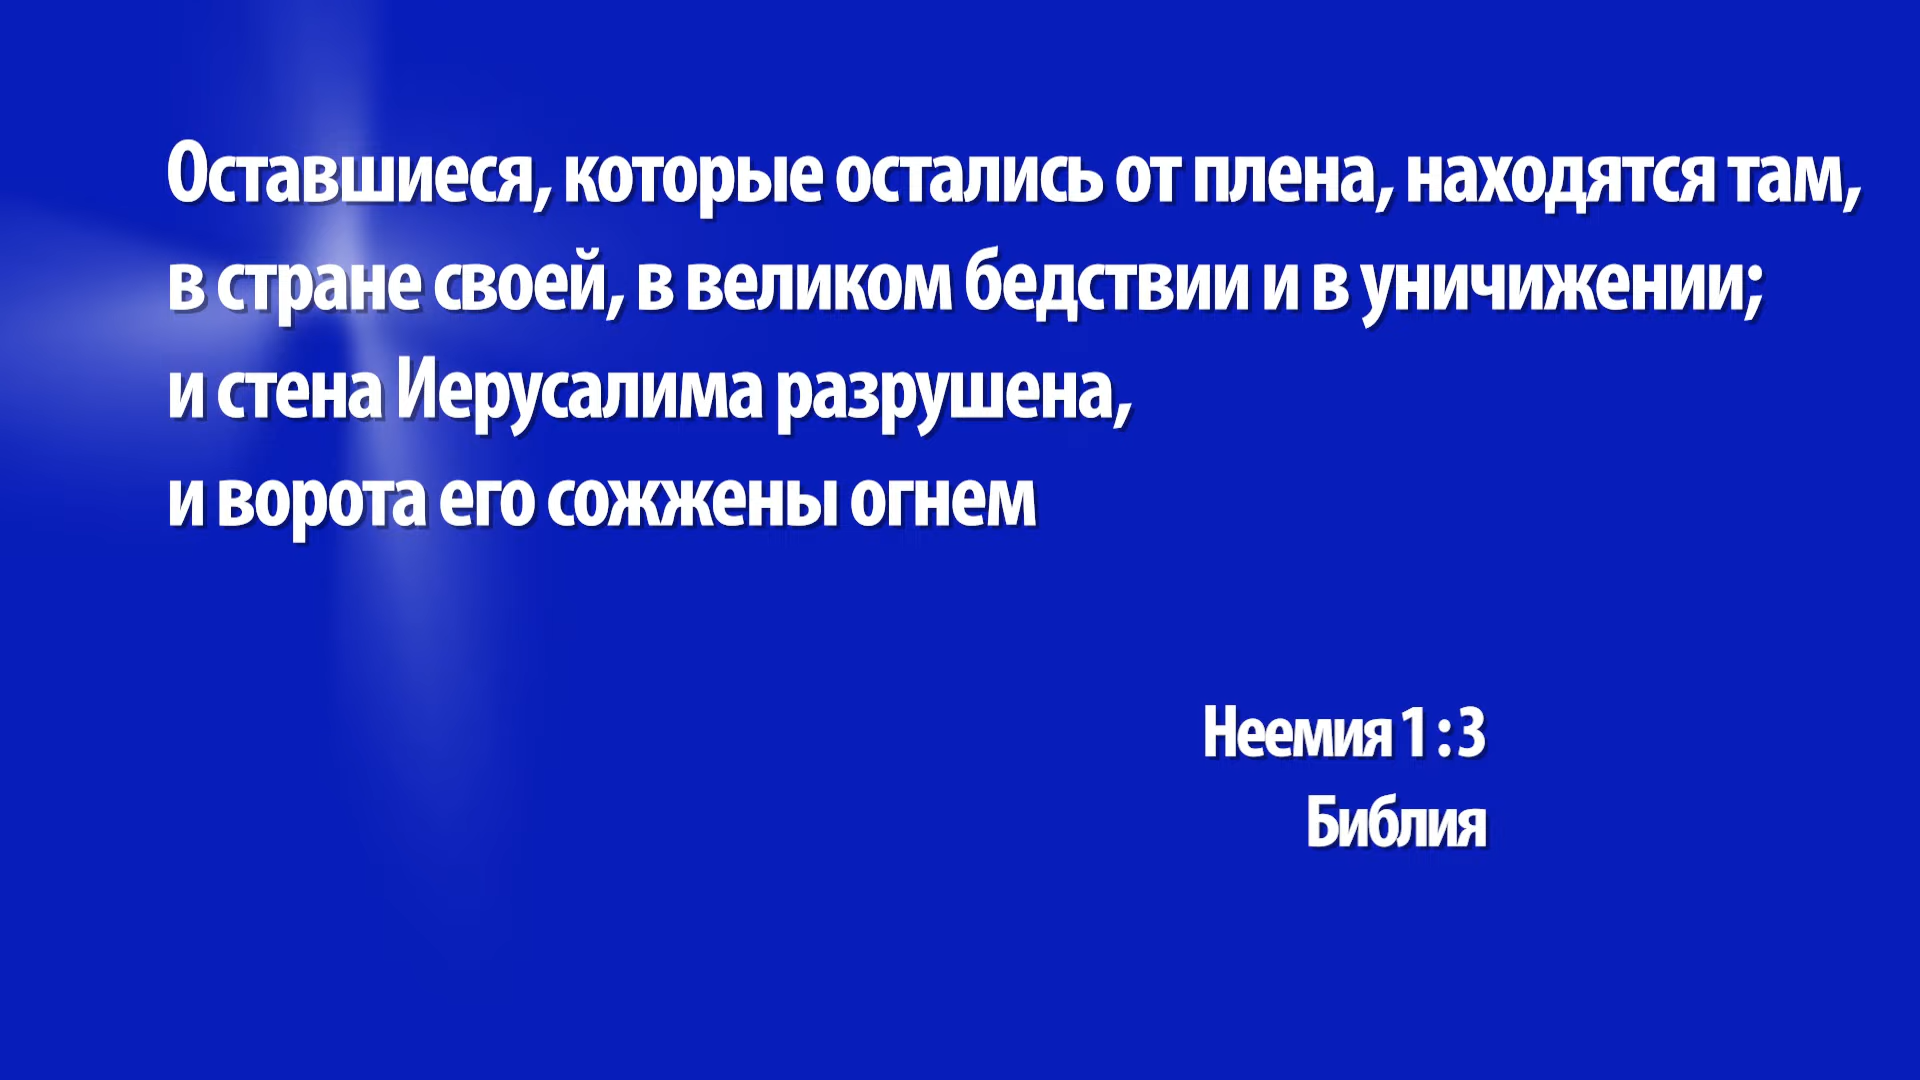 Оставшиеся, которые остались от плена, находятся там,
в стране своей, в великом бедствии и в уничижении;
и стена Иерусалима разрушена,
и ворота его сожжены огнем
Неемия 1 : 3
Библия